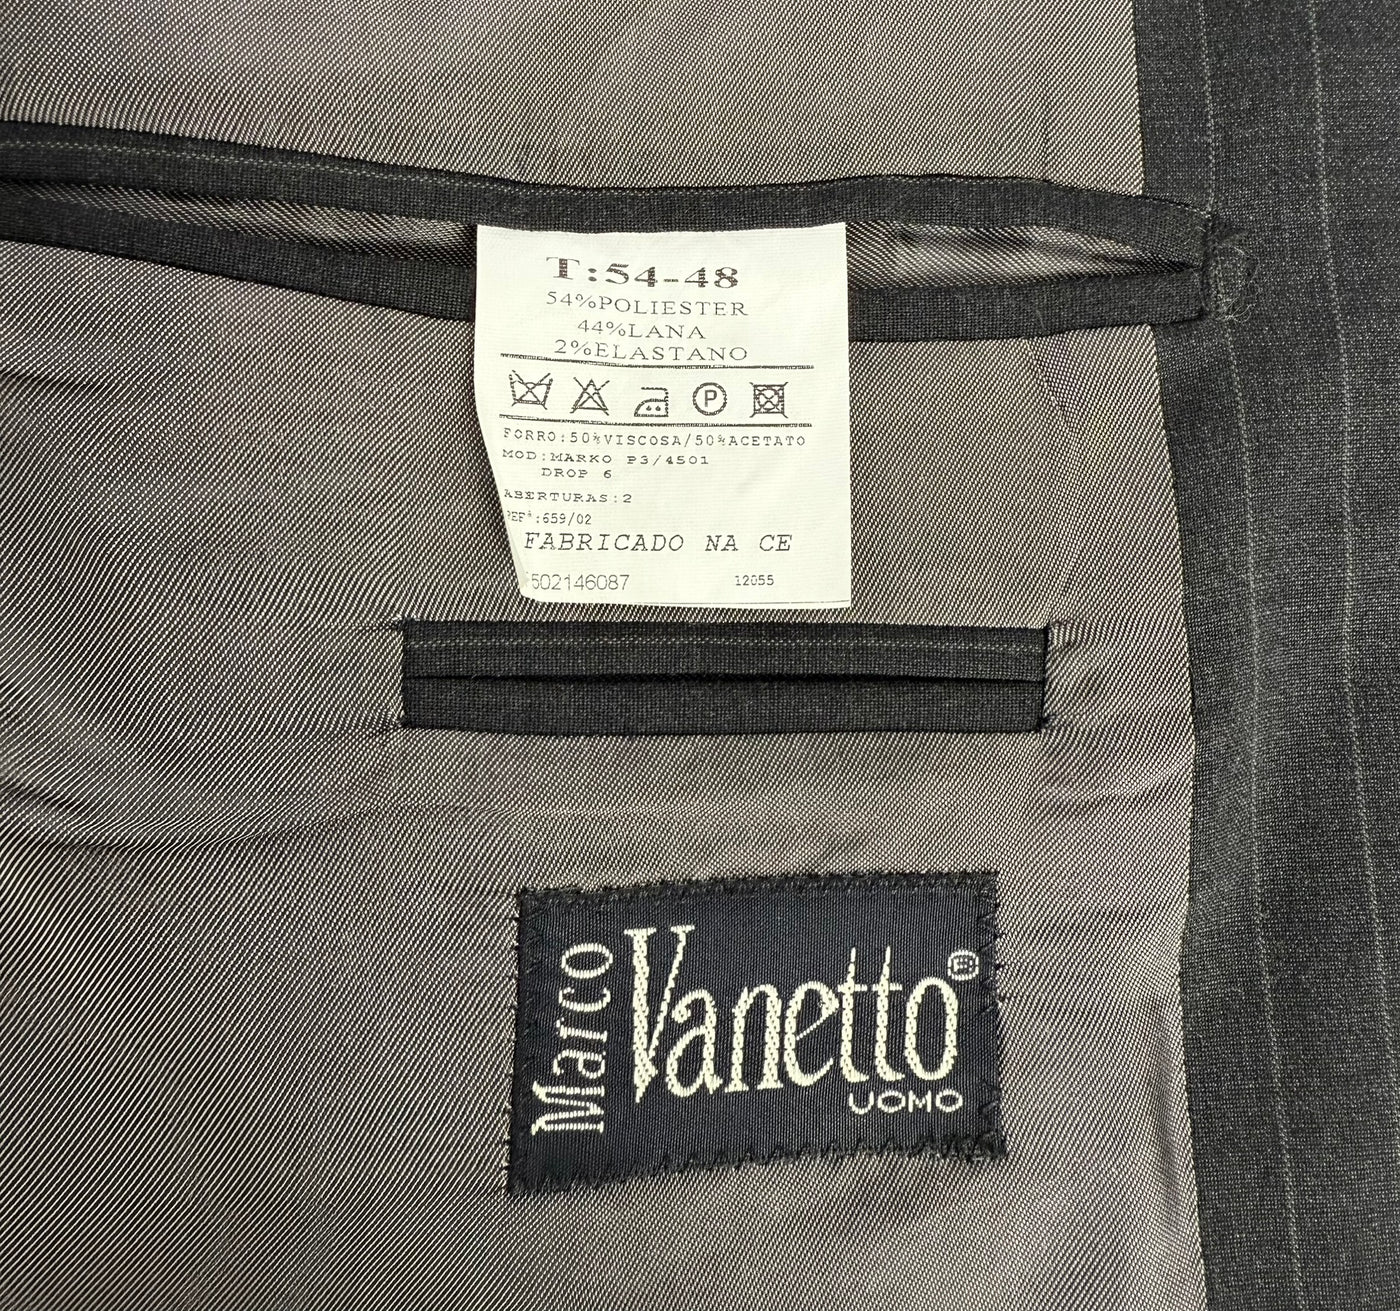 T:54-48
54%POLIESTER
44%LANA
2%ELASTANO
P
FORRO:50%VISCOSA/50%ACETATO
MOD:MARKO P3/4501
DROP 6
ABERTURAS:2
REFª:659/02
FABRICADO NA CE
502146087 12055
Marco
Vanetto®
UOMO